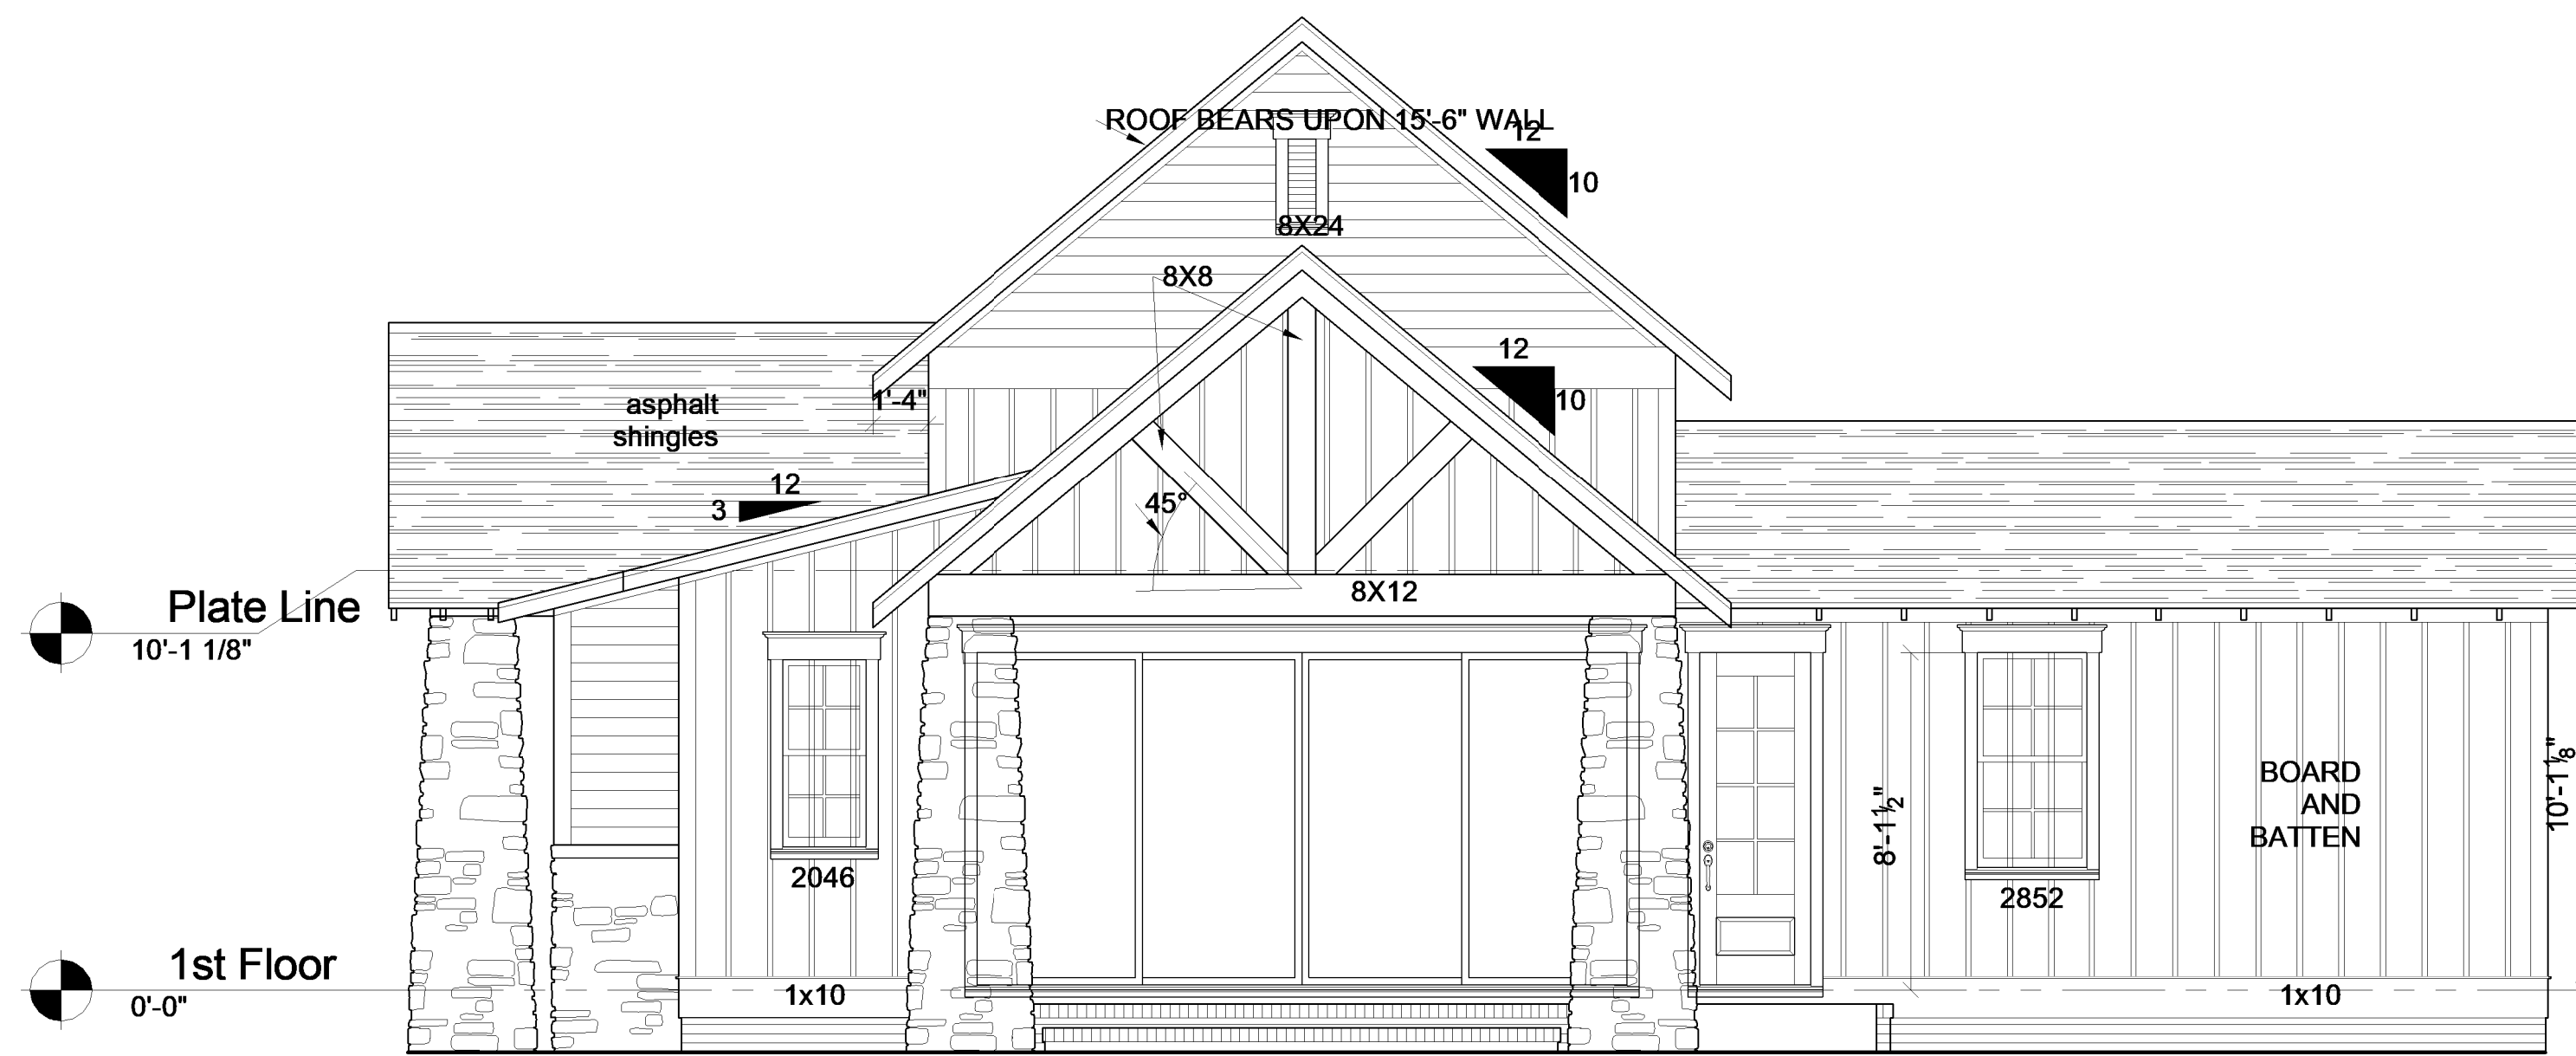 ROOF BEARS UPON 15'-6" WALL
12
10
8X24
8X8
12
10
1'-4"
asphalt
shingles
12
3
45°
8X12
Plate Line
10'-1 1/8"
8'-1½"
10'-1⅛"
BOARD
AND
BATTEN
2046
2852
1st Floor
0'-0"
1x10
1x10